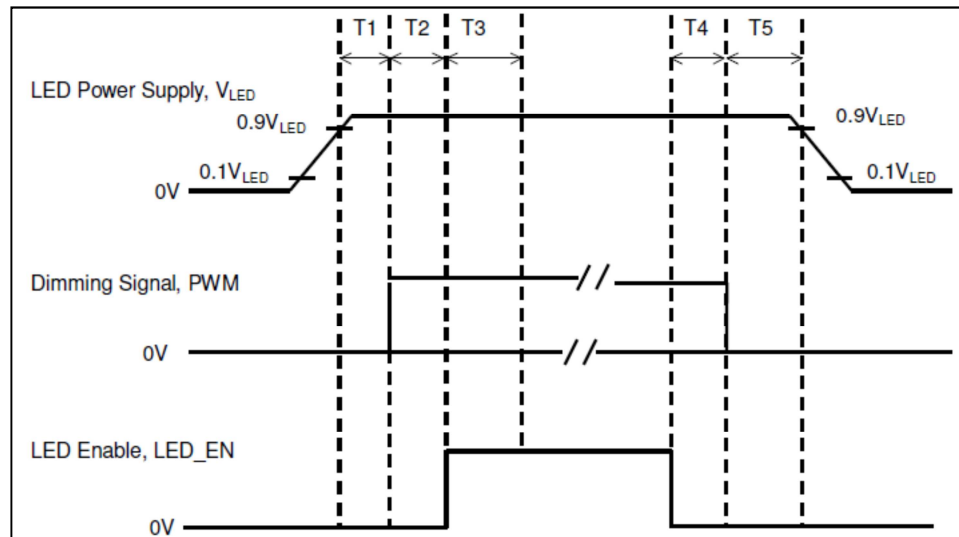 T1 T2 T3 T4 T5
LED Power Supply, VLED
0.9VLED 0.9VLED
0.1VLED 0.1VLED
0V
Dimming Signal, PWM
0V
LED Enable, LED_EN
0V